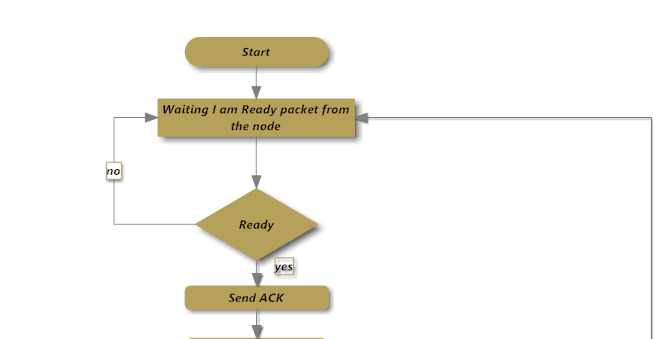 Start
Waiting I am Ready packet from
the node
no
Ready
yes
Send ACK